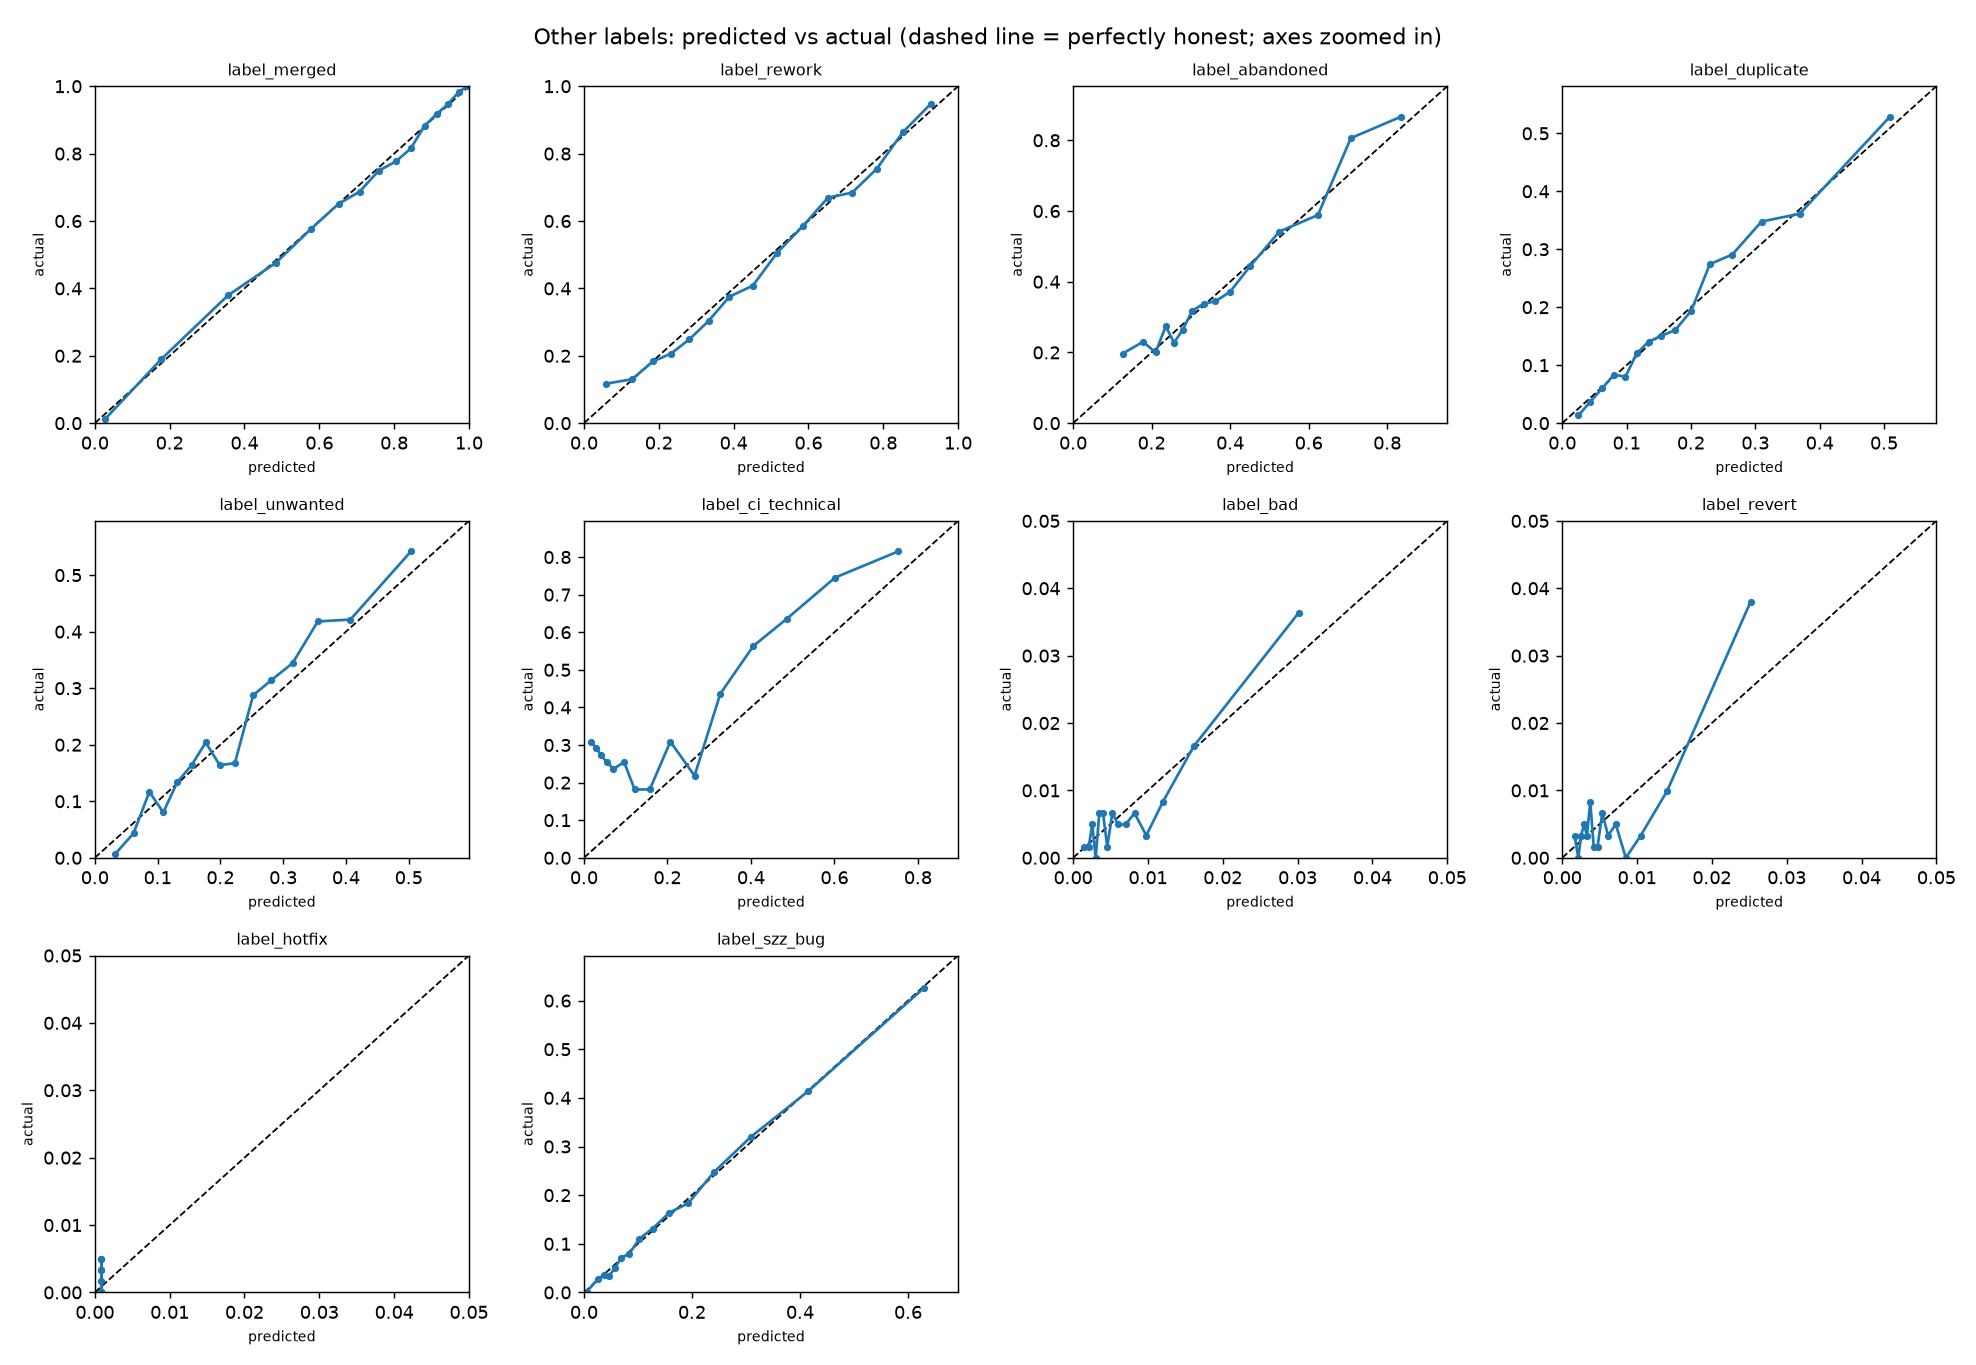 Other labels: predicted vs actual (dashed line = perfectly honest; axes zoomed in)
label_merged
1.0
0.8
0.6
0.4
0.2
0.0
actual
0.0 0.2 0.4 0.6 0.8 1.0
predicted
label_rework
1.0
0.8
0.6
0.4
0.2
0.0
actual
0.0 0.2 0.4 0.6 0.8 1.0
predicted
label_abandoned
0.8
0.6
0.4
0.2
0.0
actual
0.0 0.2 0.4 0.6 0.8
predicted
label_duplicate
0.5
0.4
0.3
0.2
0.1
0.0
actual
0.0 0.1 0.2 0.3 0.4 0.5
predicted
label_unwanted
0.5
0.4
0.3
0.2
0.1
0.0
actual
0.0 0.1 0.2 0.3 0.4 0.5
predicted
label_ci_technical
0.8
0.7
0.6
0.5
0.4
0.3
0.2
0.1
0.0
actual
0.0 0.2 0.4 0.6 0.8
predicted
label_bad
0.05
0.04
0.03
0.02
0.01
0.00
actual
0.00 0.01 0.02 0.03 0.04 0.05
predicted
label_revert
0.05
0.04
0.03
0.02
0.01
0.00
actual
0.00 0.01 0.02 0.03 0.04 0.05
predicted
label_hotfix
0.05
0.04
0.03
0.02
0.01
0.00
actual
0.00 0.01 0.02 0.03 0.04 0.05
predicted
label_szz_bug
0.6
0.5
0.4
0.3
0.2
0.1
0.0
actual
0.0 0.2 0.4 0.6
predicted